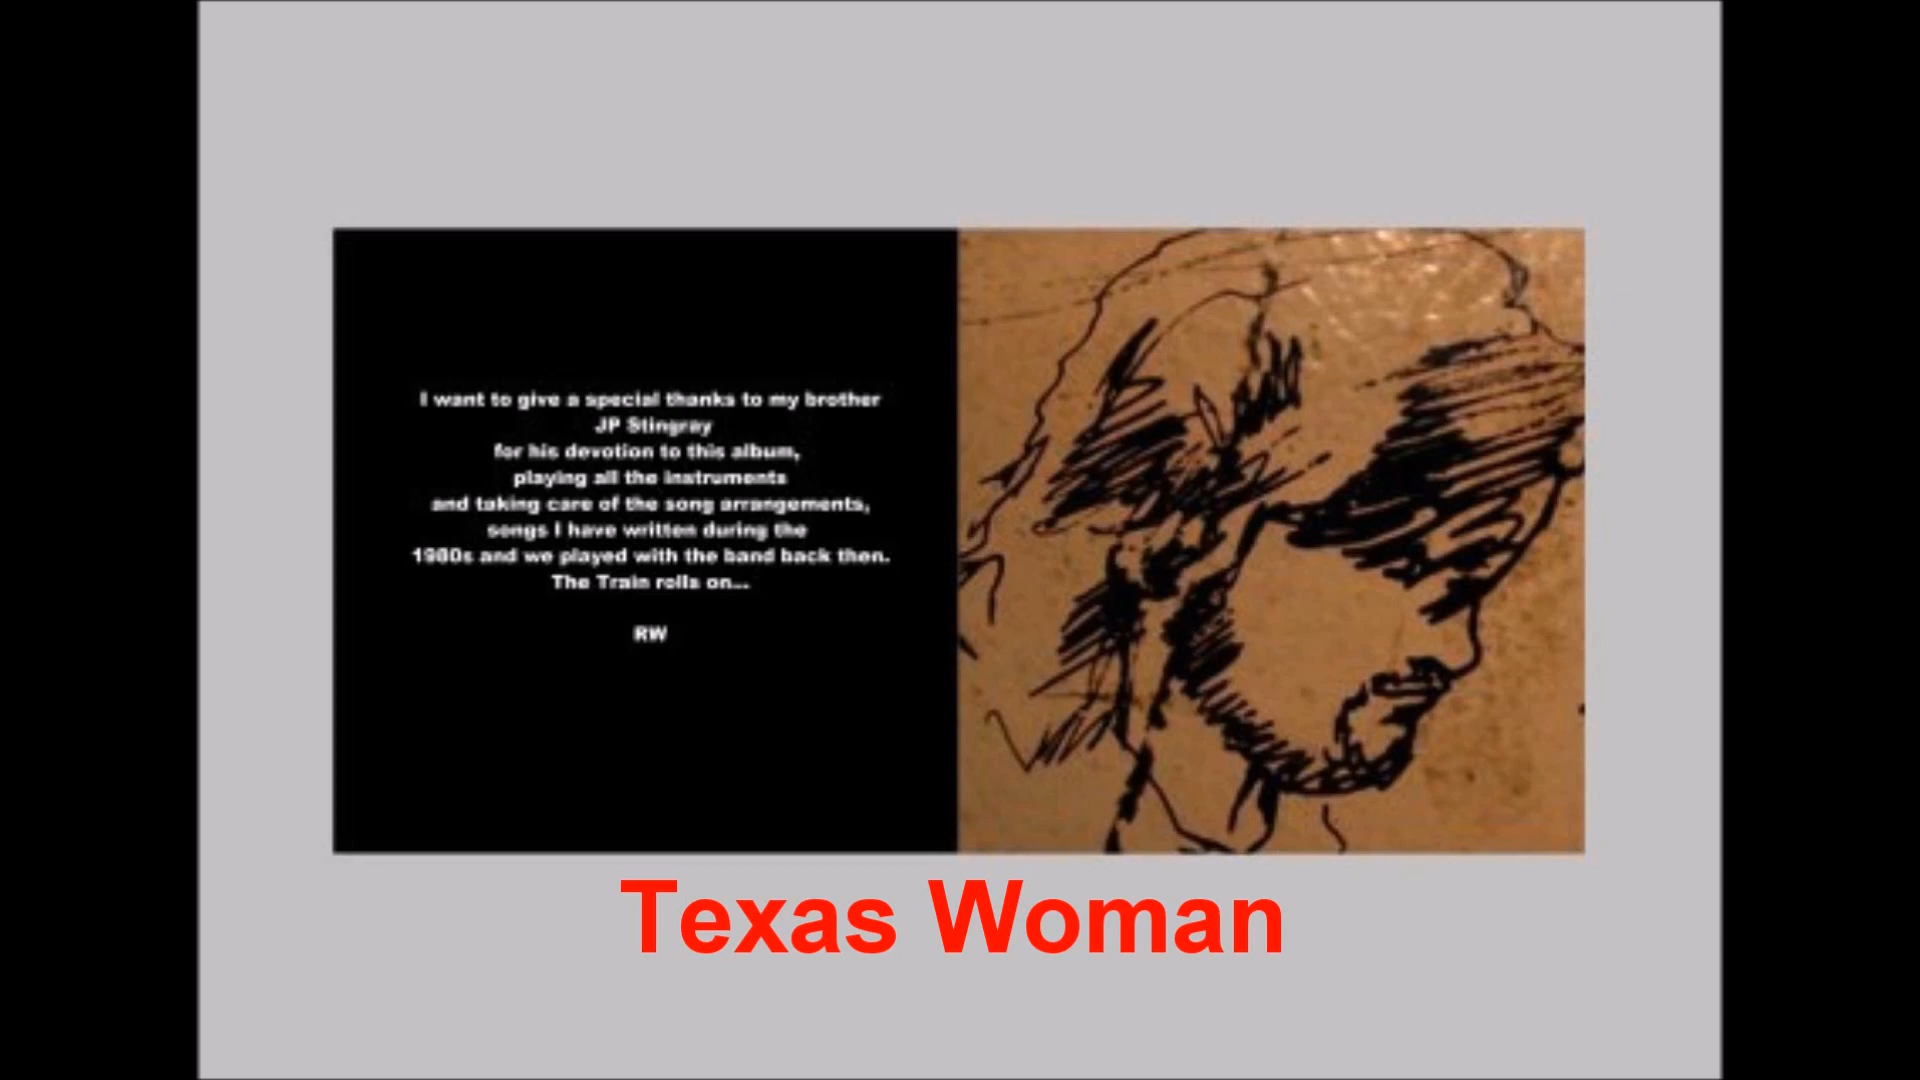 I want to give a special thanks to my brother
JP Stingray
for his devotion to this album,
playing all the instruments
and taking care of the song arrangements,
songs I have written during the
1980s and we played with the band back then.
The Train rolls on...
RW
Texas Woman